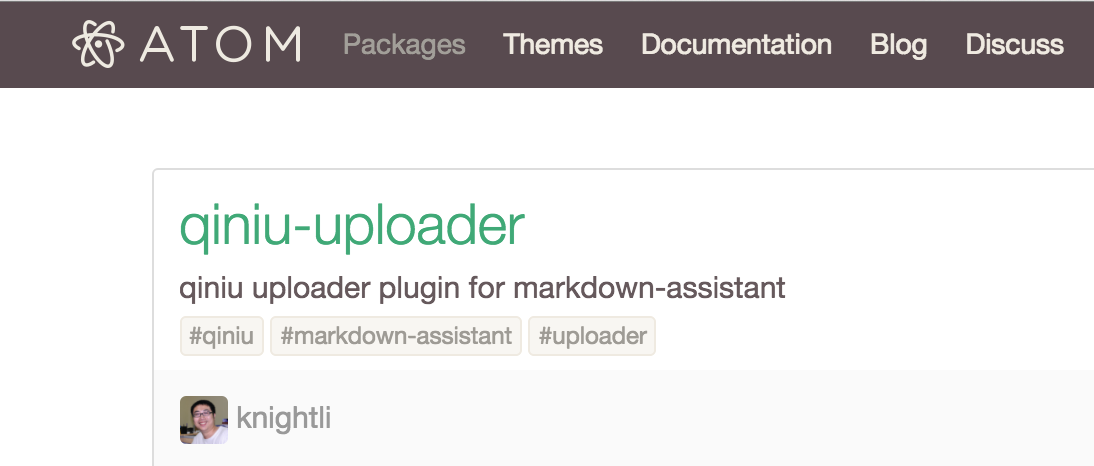 ATOM Packages Themes Documentation Blog Discuss
qiniu-uploader
qiniu uploader plugin for markdown-assistant
#qiniu #markdown-assistant #uploader
knightli